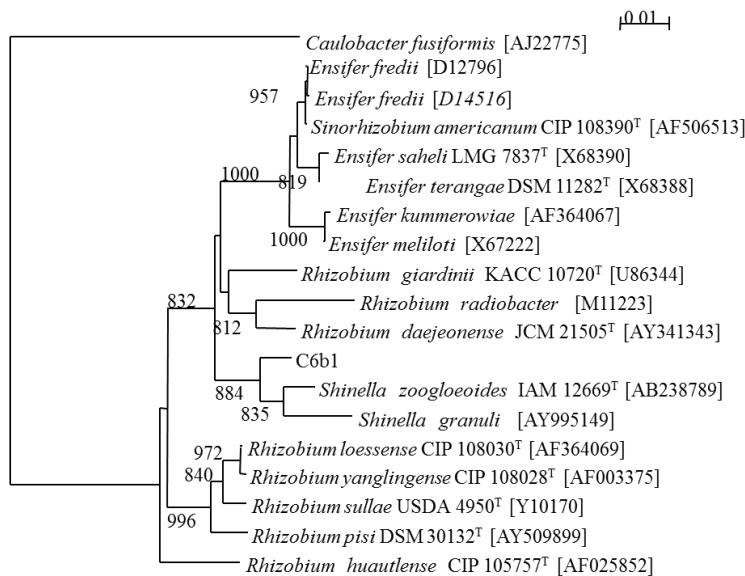 0.01
Caulobacter fusiformis [AJ22775]
Ensifer fredii [D12796]
957
Ensifer fredii [D14516]
Sinorhizobium americanum CIP 108390ᵀ [AF506513]
Ensifer saheli LMG 7837ᵀ [X68390]
1000
819
Ensifer terangae DSM 11282ᵀ [X68388]
Ensifer kummerowiae [AF364067]
1000
Ensifer meliloti [X67222]
Rhizobium giardinii KACC 10720ᵀ [U86344]
832
Rhizobium radiobacter [M11223]
812
Rhizobium daejeonense JCM 21505ᵀ [AY341343]
C6b1
884
Shinella zoogloeoides IAM 12669ᵀ [AB238789]
835
Shinella granuli [AY995149]
972
Rhizobium loessense CIP 108030ᵀ [AF364069]
840
Rhizobium yanglingense CIP 108028ᵀ [AF003375]
Rhizobium sullae USDA 4950ᵀ [Y10170]
996
Rhizobium pisi DSM 30132ᵀ [AY509899]
Rhizobium huautlense CIP 105757ᵀ [AF025852]